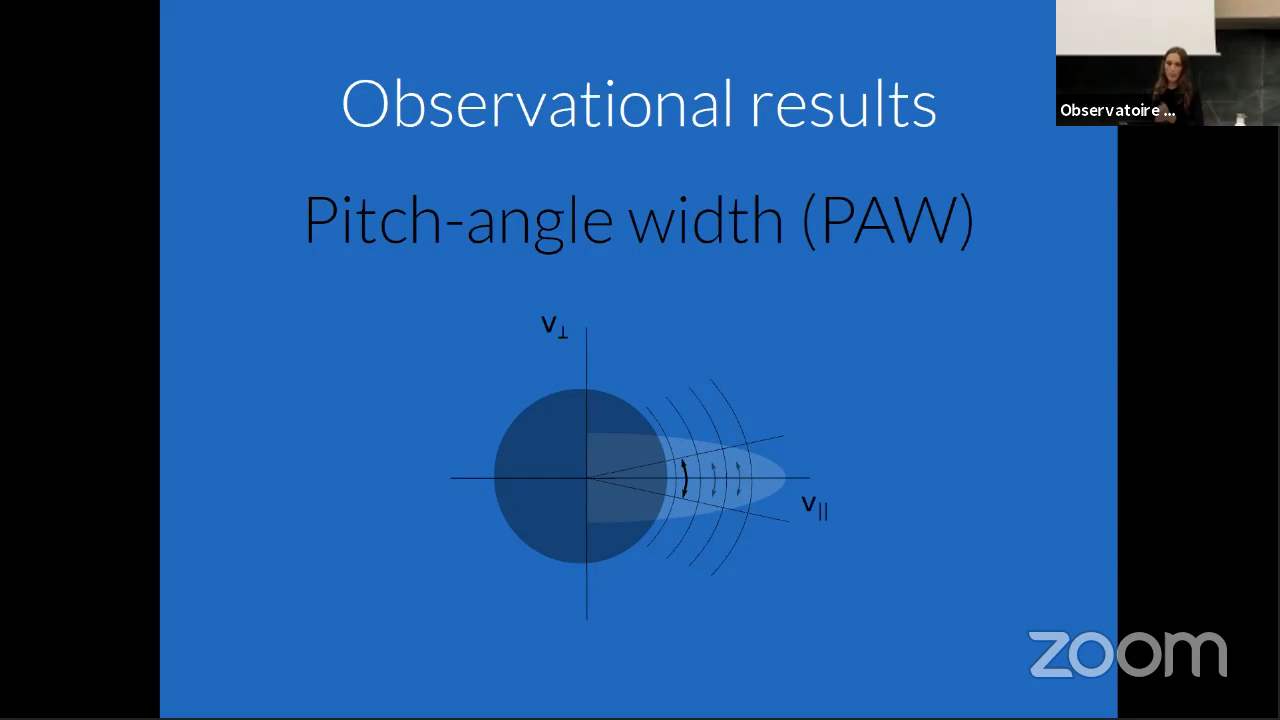 Observational results
Pitch-angle width (PAW)
v⊥
v||
Observatoire ...
zoom